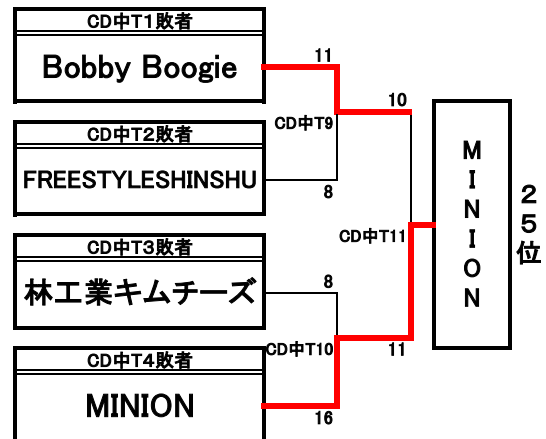 CD中T1敗者
Bobby Boogie
11
10
CD中T9
CD中T2敗者
FREESTYLESHINSHU
8
MINION
25位
CD中T11
CD中T3敗者
林工業キムチーズ
8
CD中T10
11
CD中T4敗者
MINION
16